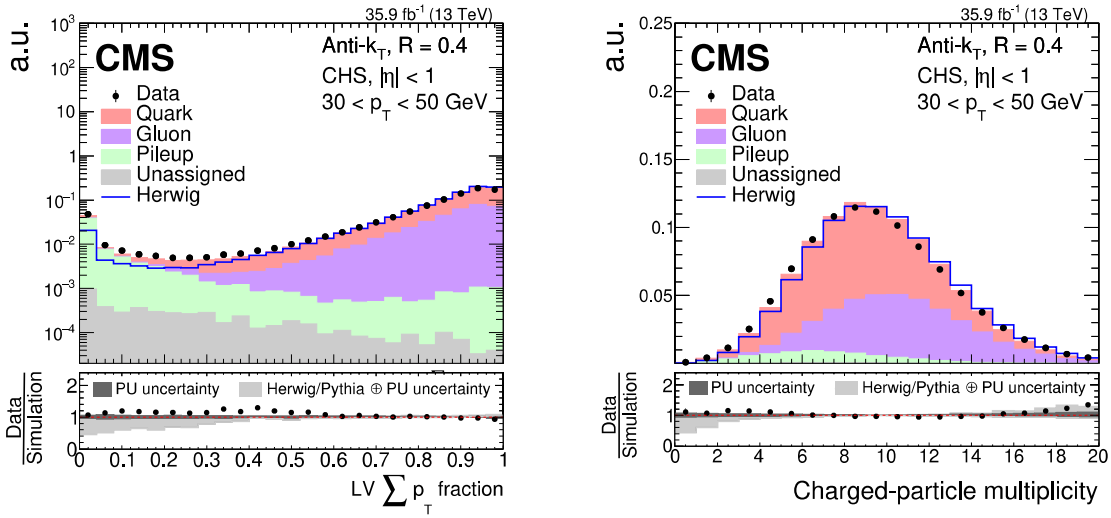 35.9 fb⁻¹ (13 TeV)
a.u.
10³
10²
10
1
10⁻¹
10⁻²
10⁻³
10⁻⁴
CMS
Anti-k_T, R = 0.4
CHS, |η| < 1
30 < p_T < 50 GeV
Data
Quark
Gluon
Pileup
Unassigned
Herwig
Data
Simulation
2
1
0
PU uncertainty
Herwig/Pythia ⊕ PU uncertainty
0 0.1 0.2 0.3 0.4 0.5 0.6 0.7 0.8 0.9 1
LV ∑ p_T fraction
35.9 fb⁻¹ (13 TeV)
a.u.
0.25
0.2
0.15
0.1
0.05
CMS
Anti-k_T, R = 0.4
CHS, |η| < 1
30 < p_T < 50 GeV
Data
Quark
Gluon
Pileup
Unassigned
Herwig
Data
Simulation
2
1
0
PU uncertainty
Herwig/Pythia ⊕ PU uncertainty
0 2 4 6 8 10 12 14 16 18 20
Charged-particle multiplicity